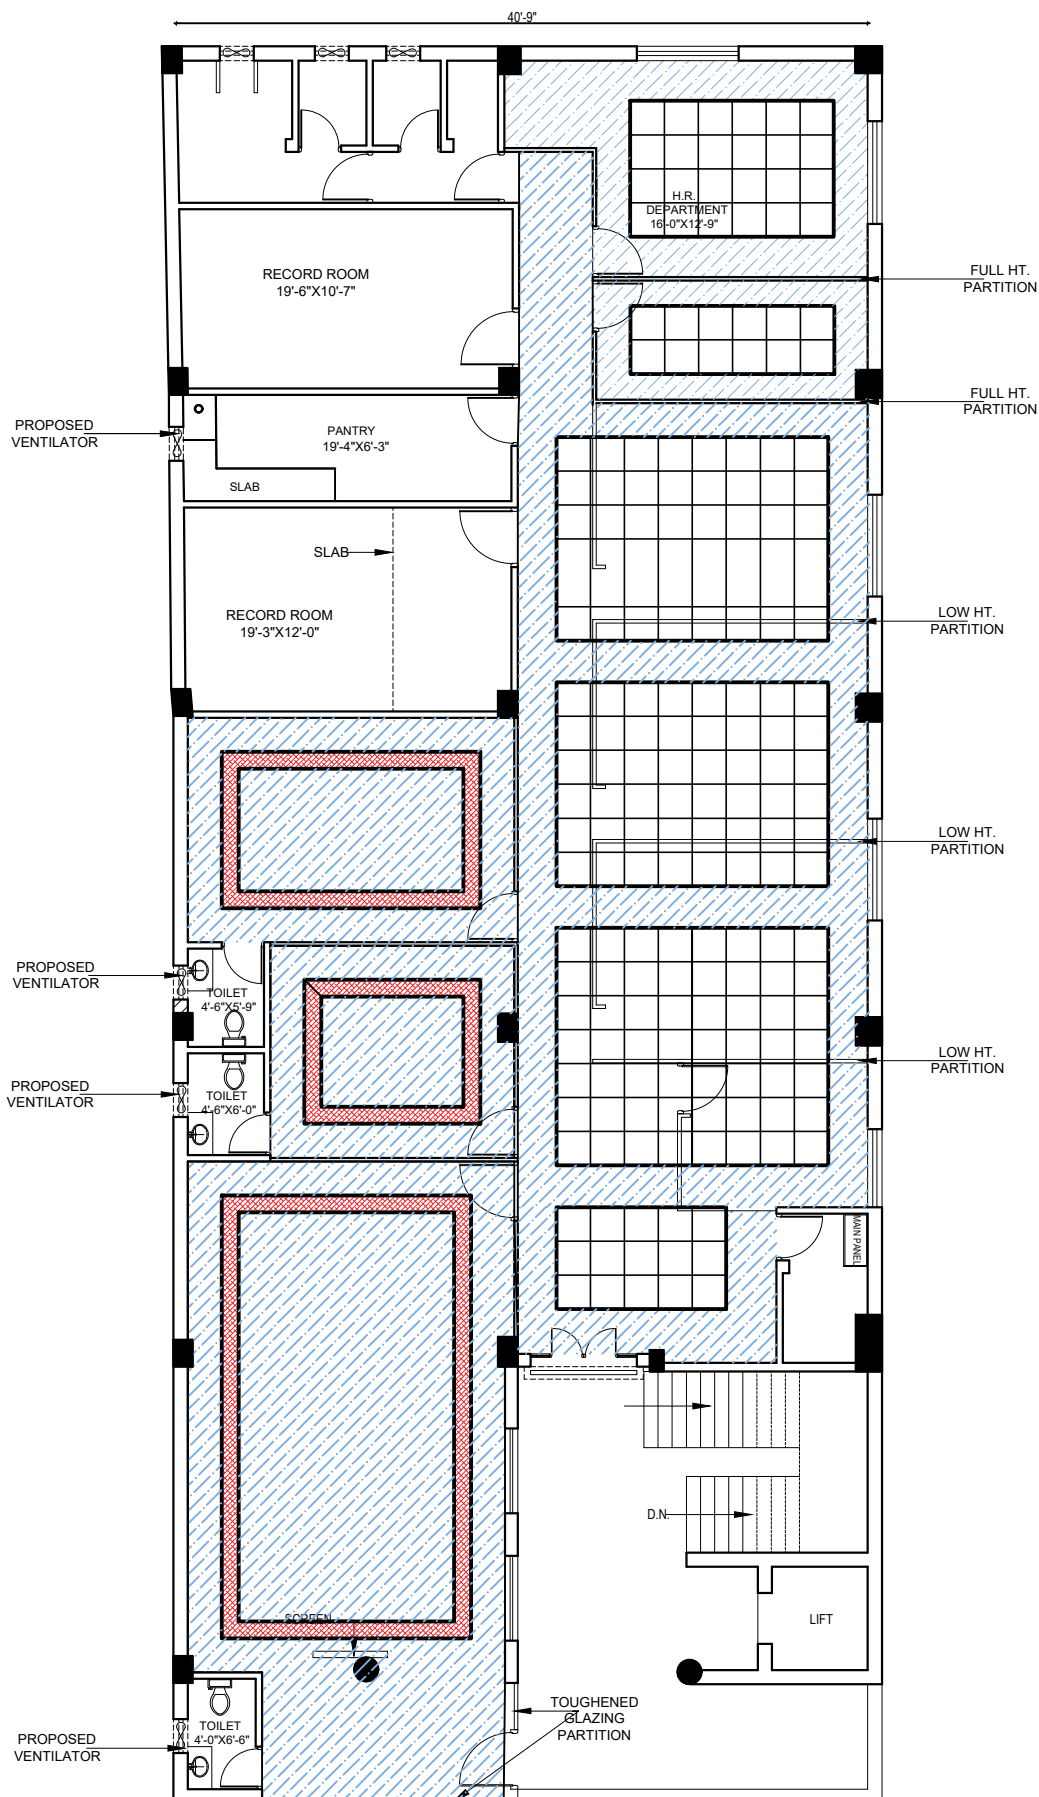 40'-9"
H.R.
DEPARTMENT
16'-0"X12'-9"
RECORD ROOM
19'-6"X10'-7"
FULL HT.
PARTITION
FULL HT.
PARTITION
PROPOSED
VENTILATOR
PANTRY
19'-4"X6'-3"
SLAB
SLAB
RECORD ROOM
19'-3"X12'-0"
LOW HT.
PARTITION
LOW HT.
PARTITION
PROPOSED
VENTILATOR
TOILET
4'-6"X5'-9"
LOW HT.
PARTITION
PROPOSED
VENTILATOR
TOILET
4'-6"X6'-0"
MAIN PANEL
D.N.
SCREEN
LIFT
TOUGHENED
GLAZING
PARTITION
TOILET
4'-0"X6'-6"
PROPOSED
VENTILATOR